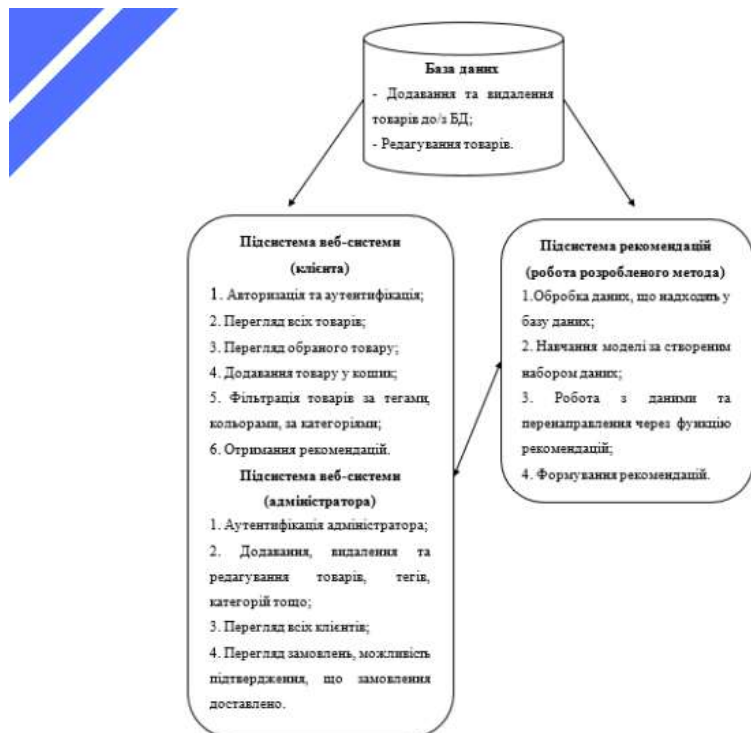 База даних
- Додавання та видалення
товарів до/з БД;
- Редагування товарів.
Підсистема веб-системи
(клієнта)
1. Авторизація та аутентифікація;
2. Перегляд всіх товарів;
3. Перегляд обраного товару;
4. Додавання товару у кошик;
5. Фільтрація товарів за тегами,
кольорами, за категоріями;
6. Отримання рекомендацій.
Підсистема веб-системи
(адміністратора)
1. Аутентифікація адміністратора;
2. Додавання, видалення та
редагування товарів, тегів,
категорій тощо;
3. Перегляд всіх клієнтів;
4. Перегляд замовлень, можливість
підтвердження, що замовлення
доставлено.
Підсистема рекомендацій
(робота розробленого метода)
1.Обробка даних, що надходять у
базу даних;
2. Навчання моделі за створеним
набором даних;
3. Робота з даними та
перенаправлення через функцію
рекомендацій;
4. Формування рекомендацій.